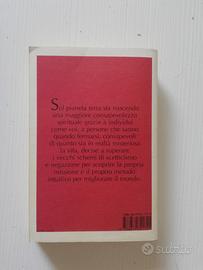 Sul pianeta terra sta nascendo
una maggiore consapevolezza
spirituale grazie a individui
come voi, a persone che sanno
quando fermarsi, consapevoli
di quanto sia in realtà misteriosa
la vita, decise a superare
i vecchi schemi di scetticismo
e negazione per scoprire la propria
missione e il proprio metodo
intuitivo per migliorare il mondo.
subito